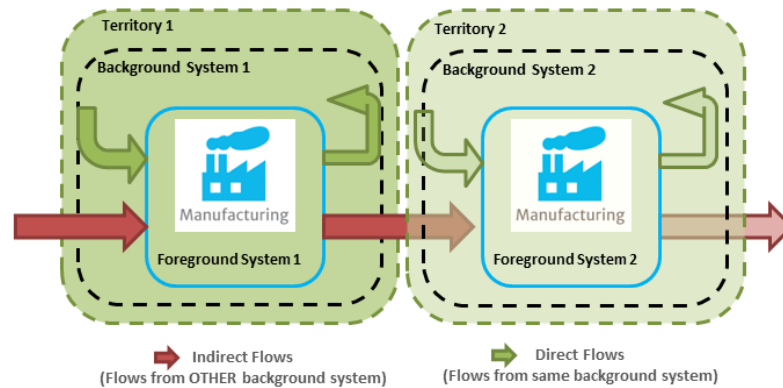 Territory 1
Territory 2
Background System 1
Background System 2
Manufacturing
Manufacturing
Foreground System 1
Foreground System 2
Indirect Flows
(Flows from OTHER background system)
Direct Flows
(Flows from same background system)